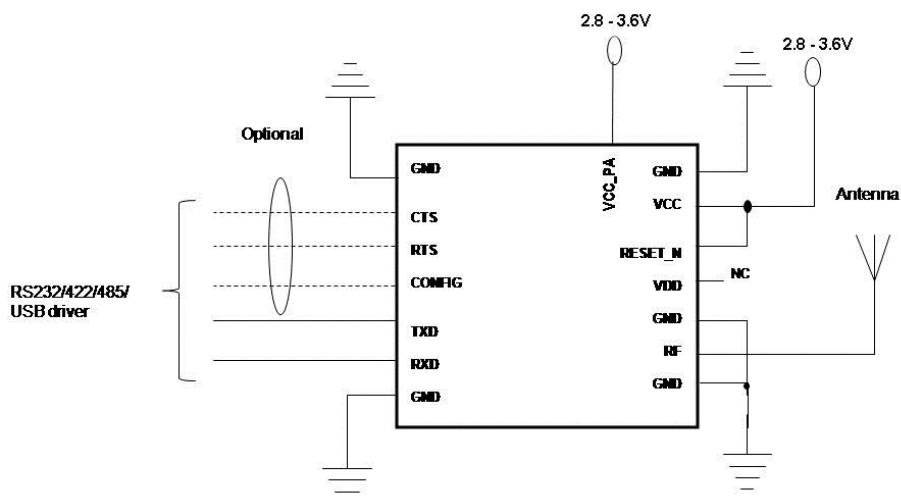 2.8 - 3.6V
2.8 - 3.6V
Optional
GND
CTS
RTS
CONFIG
TXD
RXD
GND
VCC_PA
GND
VCC
RESET_N
VDD
NC
GND
RF
GND
Antenna
RS232/422/485/
USB driver